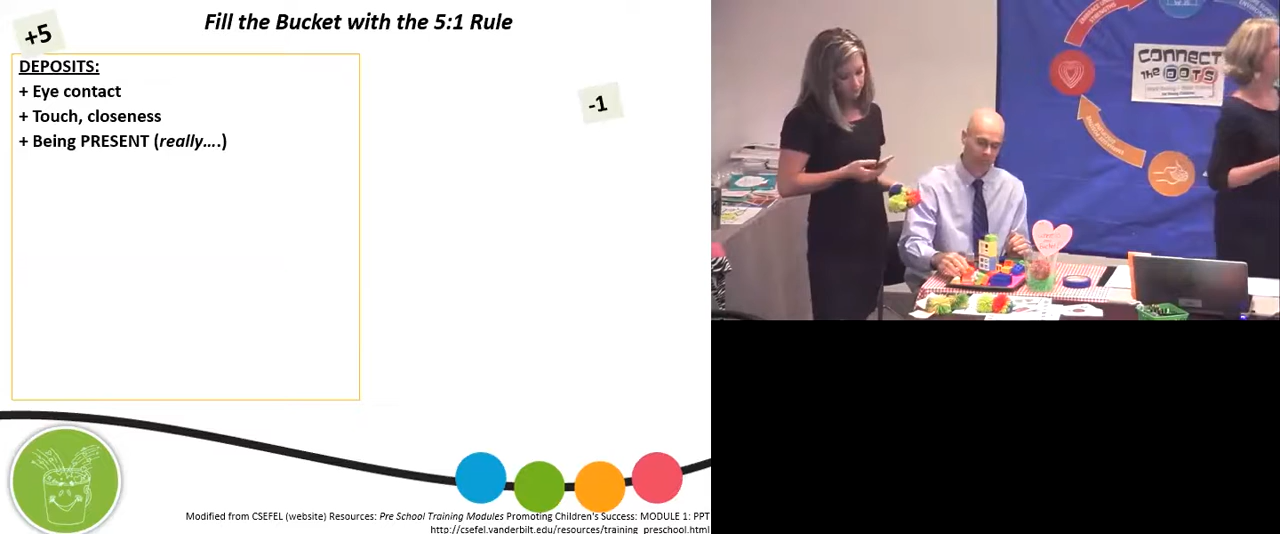 +5
Fill the Bucket with the 5:1 Rule
DEPOSITS:
+ Eye contact
+ Touch, closeness
+ Being PRESENT (really….)
-1
CONNECT
the DOTS
Modified from CSEFEL (website) Resources: Pre School Training Modules Promoting Children's Success: MODULE 1: PPT
http://csefel.vanderbilt.edu/resources/training_preschool.html